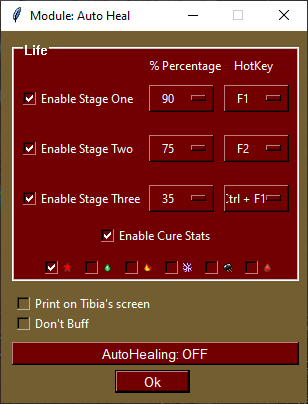 Module: Auto Heal
Life
% Percentage HotKey
Enable Stage One 90 F1
Enable Stage Two 75 F2
Enable Stage Three 35 Ctrl + F1
Enable Cure Stats
Print on Tibia's screen
Don't Buff
AutoHealing: OFF
Ok